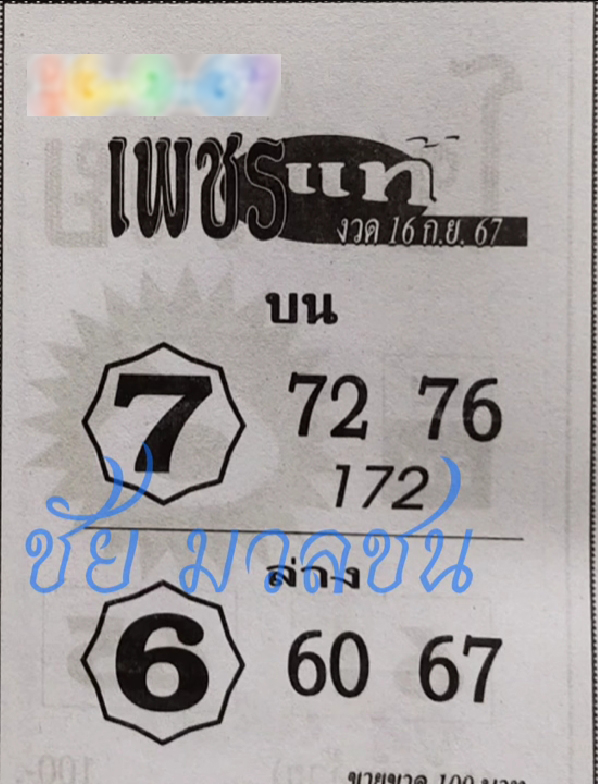 เพชรแท้
งวด 16 ก.ย. 67
บน
7 72 76
172
ชัย มวลชน
ล่าง
6 60 67